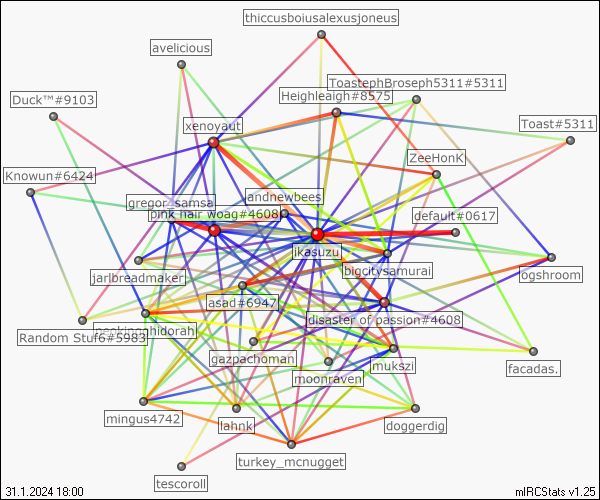 thiccusboiusalexusjoneus
avelicious
ToastephBroseph5311#5311
Duck™#9103
Heighleaigh#8575
xenoyaut
Toast#5311
ZeeHonK
Knowun#6424
andnewbees
gregor_samsa
pink hair woag#4608
default#0617
ikasuzu
bigcitysamurai
jarlbreadmaker
ogshroom
asad#6947
disaster of passion#4608
Random Stuf6#5983
gazpachoman
mukszi
facadas.
moonraven
mingus4742
lahnk
doggerdig
turkey_mcnugget
tescoroll
31.1.2024 18:00
mIRCStats v1.25